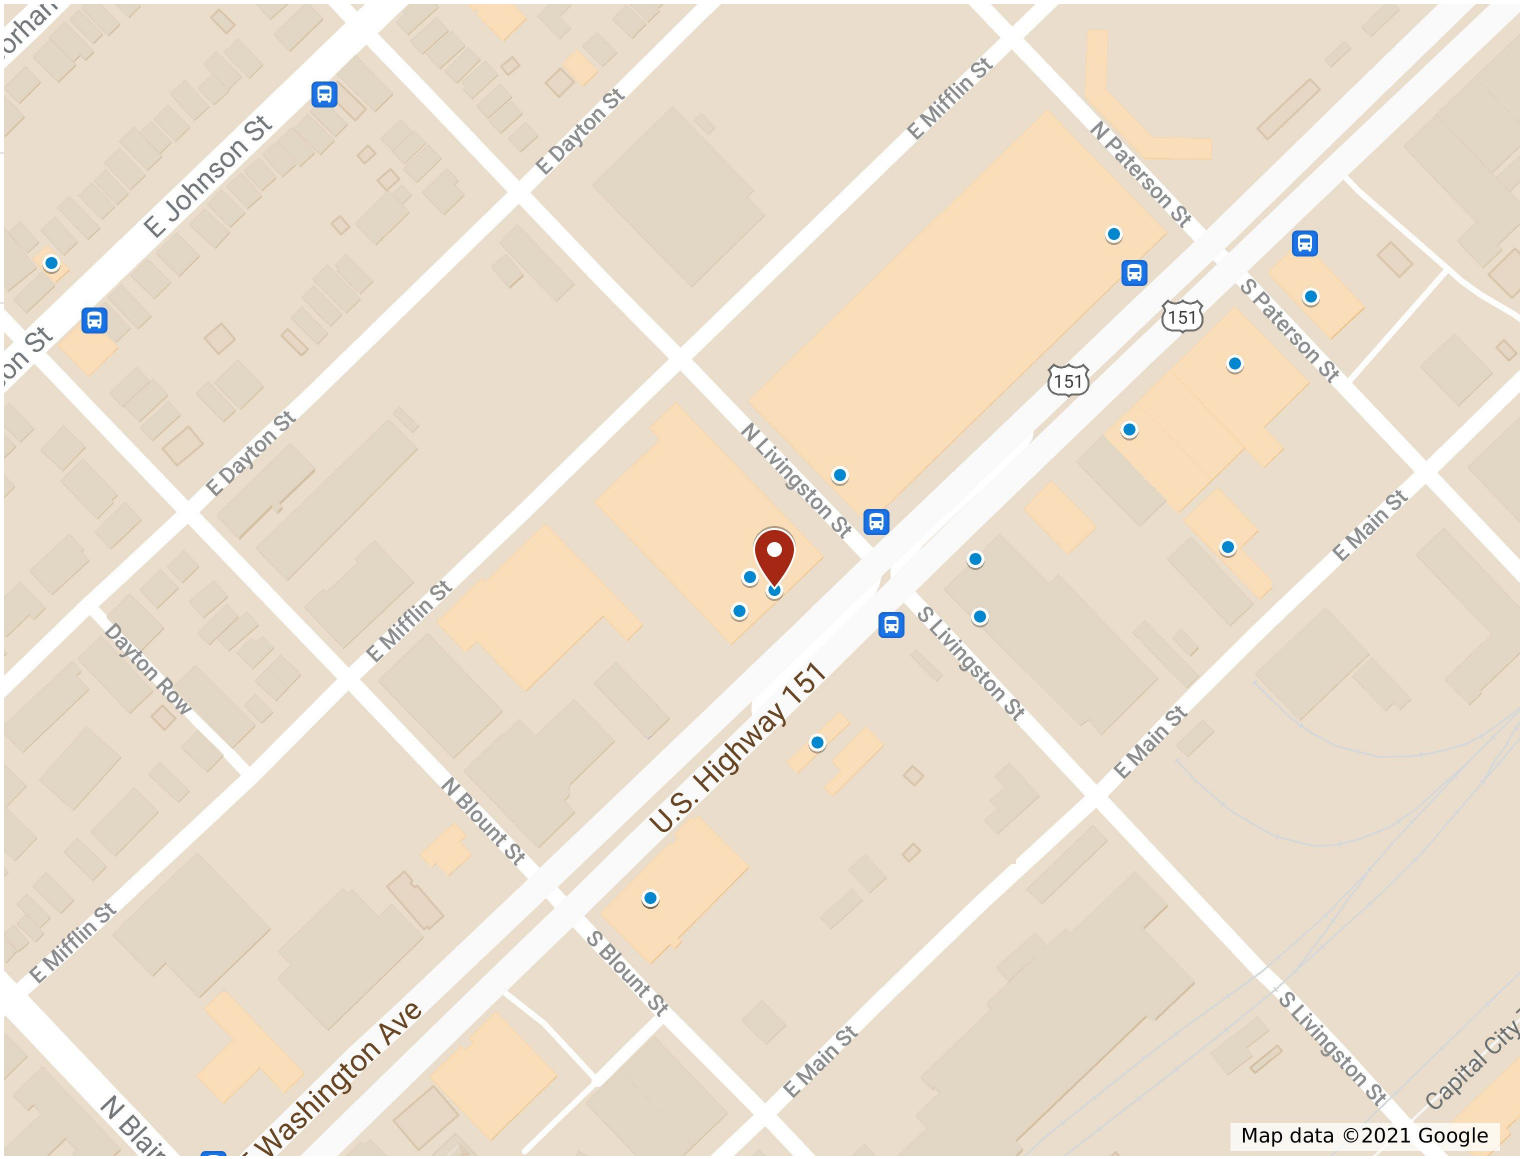 orhan
E Johnson St
E Dayton St
E Mifflin St
N Paterson St
151
S Paterson St
on St
151
E Dayton St
N Livingston St
E Main St
E Mifflin St
Dayton Row
S Livingston St
U.S. Highway 151
E Main St
N Blount St
E Mifflin St
S Blount St
Washington Ave
E Main St
S Livingston St
Capital City
N Blair
Map data ©2021 Google